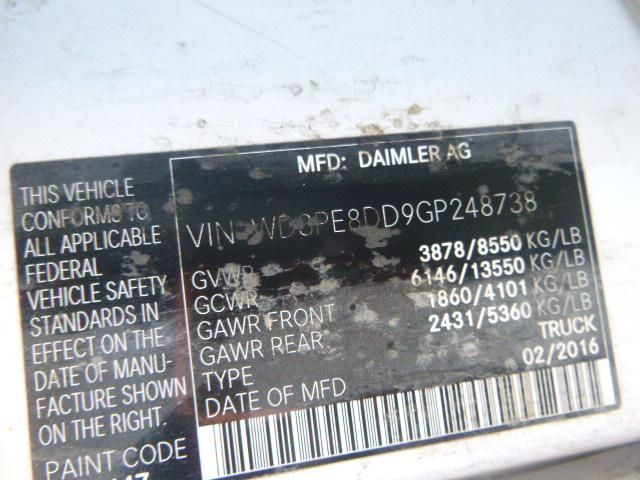 MFD: DAIMLER AG
THIS VEHICLE
CONFORMS TO
ALL APPLICABLE
FEDERAL
VEHICLE SAFETY
STANDARDS IN
EFFECT ON THE
DATE OF MANU-
FACTURE SHOWN
ON THE RIGHT.
VIN WD3PE8DD9GP248738
GVWR 3878/8550 KG/LB
GCWR 6146/13550 KG/LB
GAWR FRONT 1860/4101 KG/LB
GAWR REAR 2431/5360 KG/LB
TYPE TRUCK
DATE OF MFD 02/2016
PAINT CODE